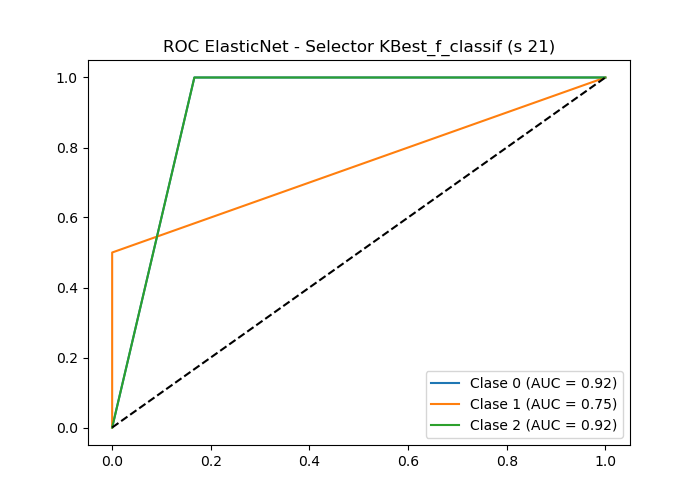 ROC ElasticNet - Selector KBest_f_classif (s 21)
1.0
0.8
0.6
0.4
0.2
0.0
0.0 0.2 0.4 0.6 0.8 1.0
Clase 0 (AUC = 0.92)
Clase 1 (AUC = 0.75)
Clase 2 (AUC = 0.92)